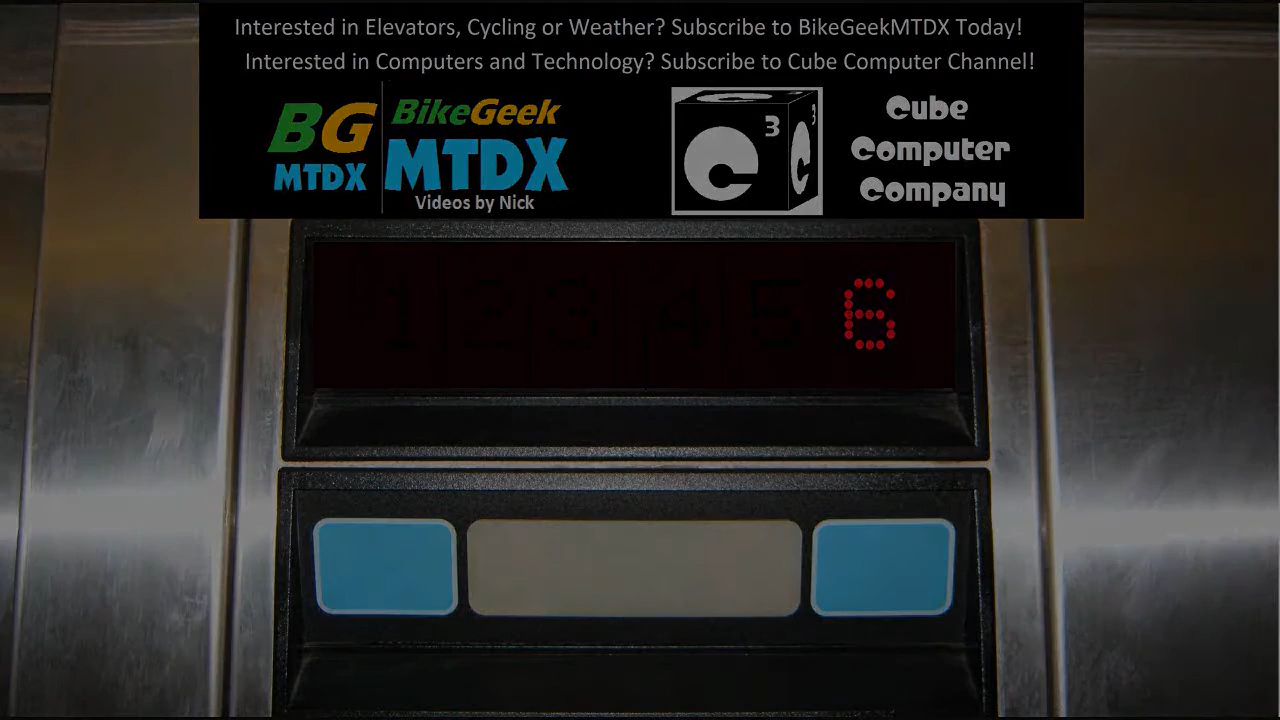 Interested in Elevators, Cycling or Weather? Subscribe to BikeGeekMTDX Today!
Interested in Computers and Technology? Subscribe to Cube Computer Channel!
BG
MTDX
BikeGeek
MTDX
Videos by Nick
C 3 C 3
Cube
Computer
Company
1 2 3 4 5 6